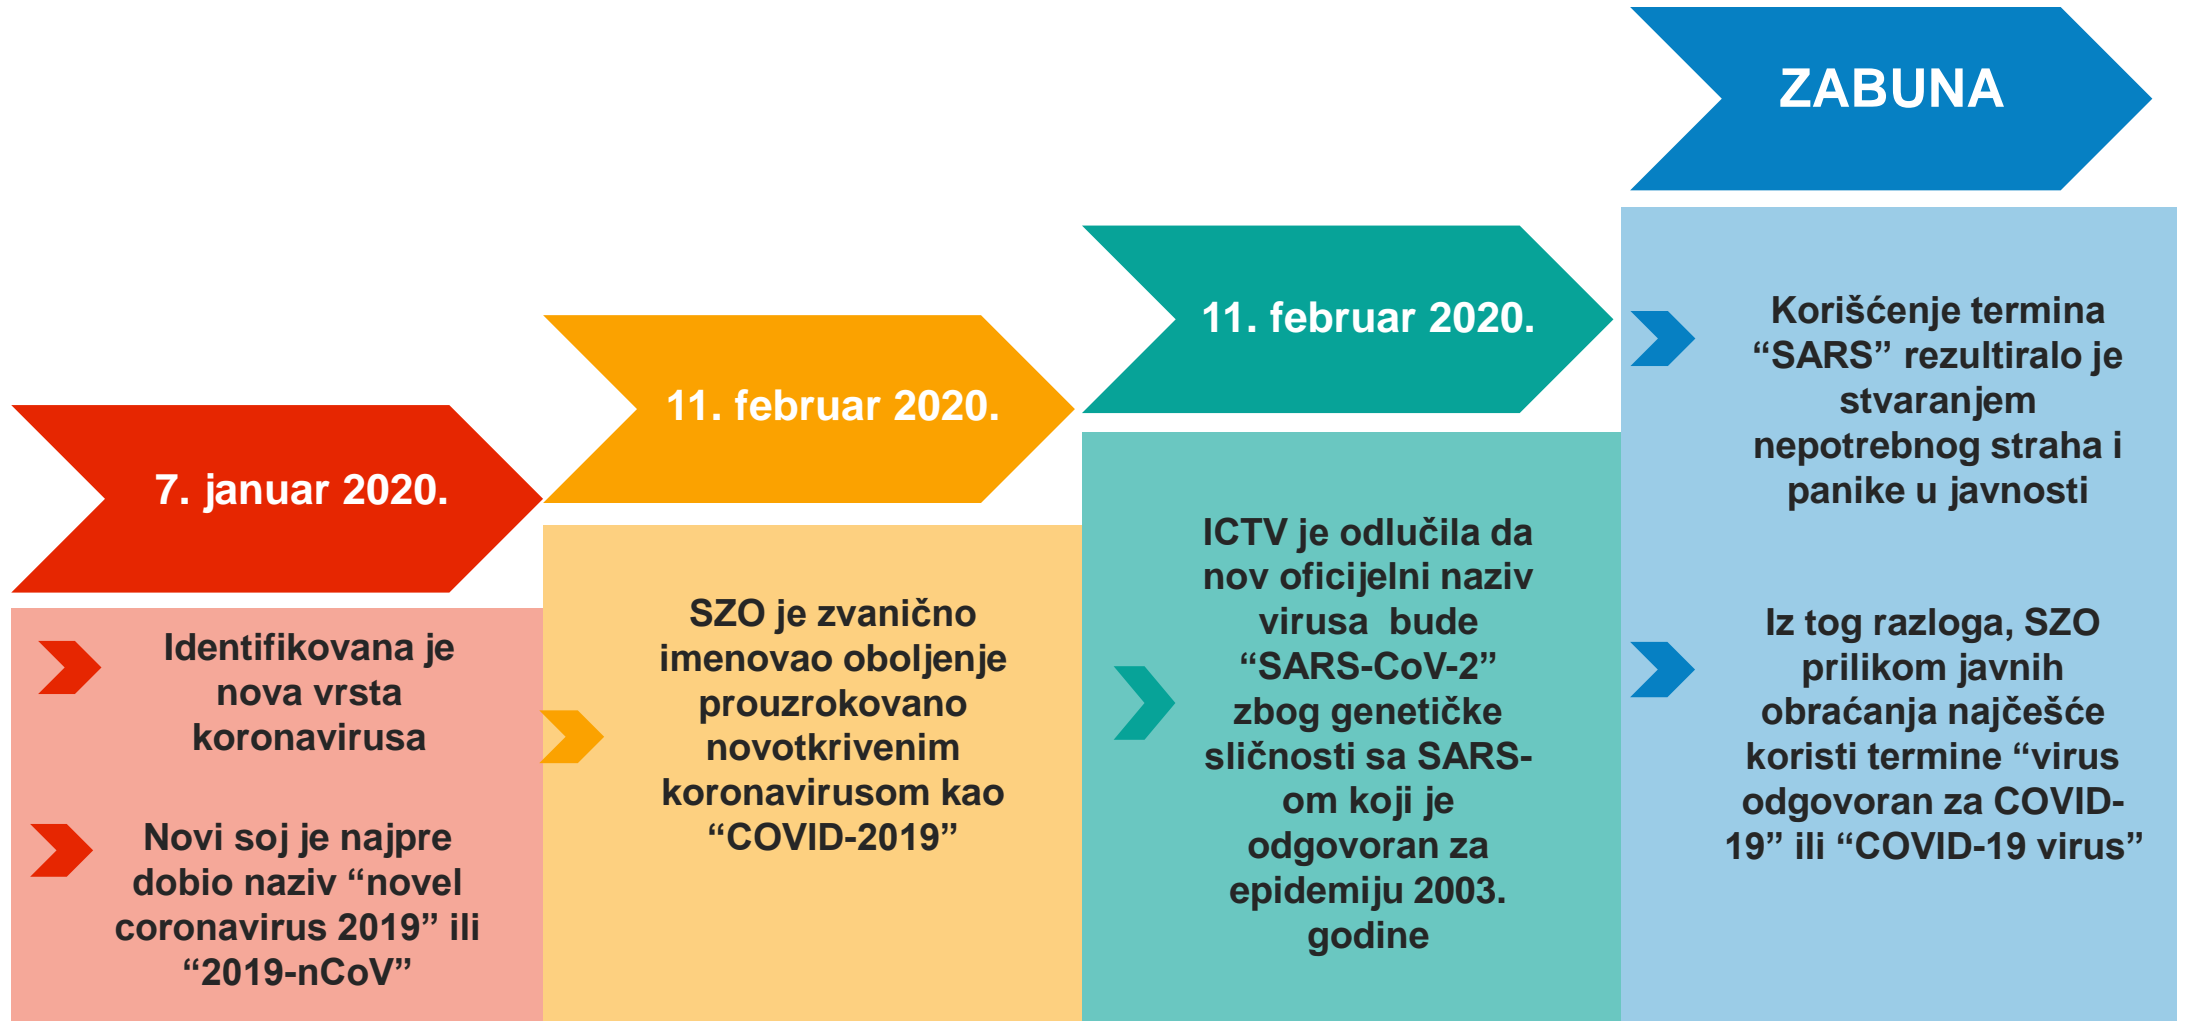 7. januar 2020.
Identifikovana je
nova vrsta
koronavirusa
Novi soj je najpre
dobio naziv “novel
coronavirus 2019” ili
“2019-nCoV”
11. februar 2020.
SZO je zvanično
imenovao oboljenje
prouzrokovano
novotkrivenim
koronavirusom kao
“COVID-2019”
11. februar 2020.
ICTV je odlučila da
nov oficijelni naziv
virusa  bude
“SARS-CoV-2”
zbog genetičke
sličnosti sa SARS-
om koji je
odgovoran za
epidemiju 2003.
godine
ZABUNA
Korišćenje termina
“SARS” rezultiralo je
stvaranjem
nepotrebnog straha i
panike u javnosti
Iz tog razloga, SZO
prilikom javnih
obraćanja najčešće
koristi termine “virus
odgovoran za COVID-
19” ili “COVID-19 virus”